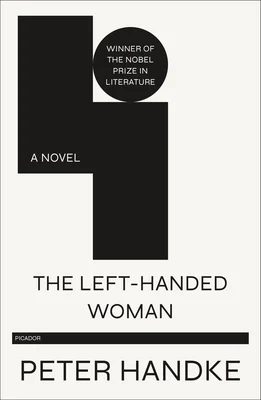 WINNER OF
THE NOBEL
PRIZE IN
LITERATURE
A NOVEL
THE LEFT-HANDED
WOMAN
PICADOR
PETER HANDKE